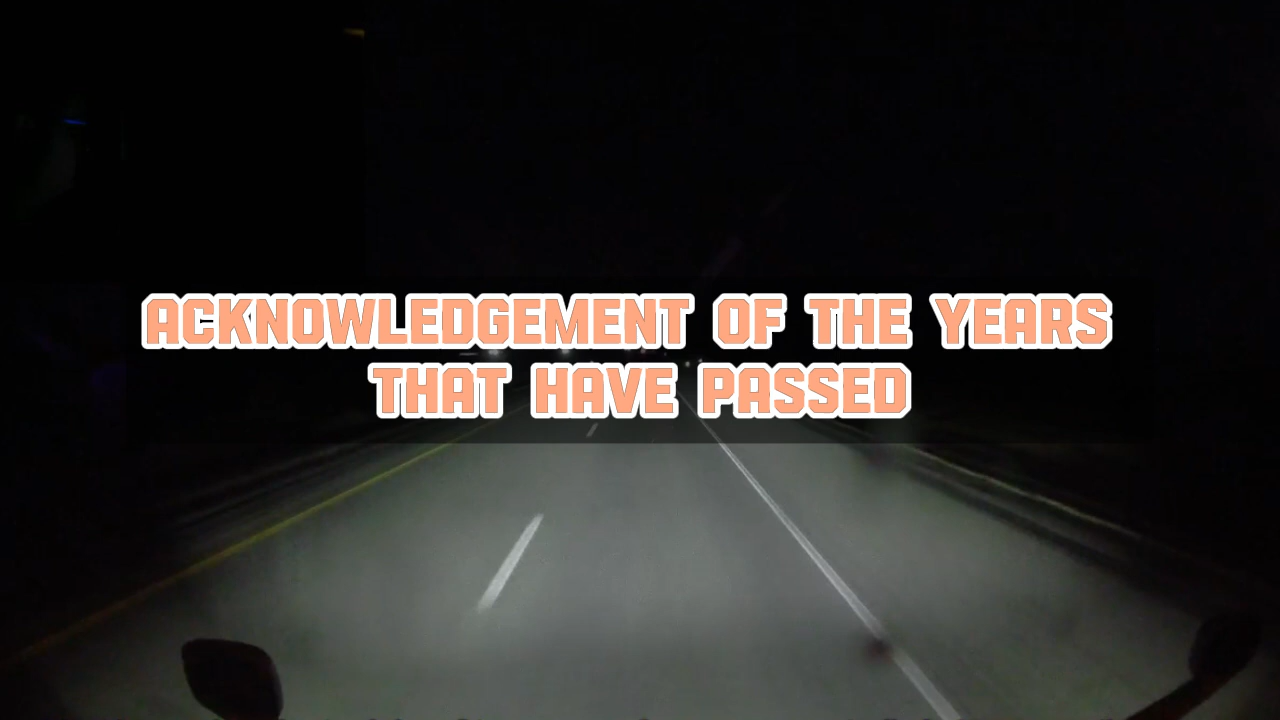 ACKNOWLEDGEMENT OF THE YEARS
THAT HAVE PASSED